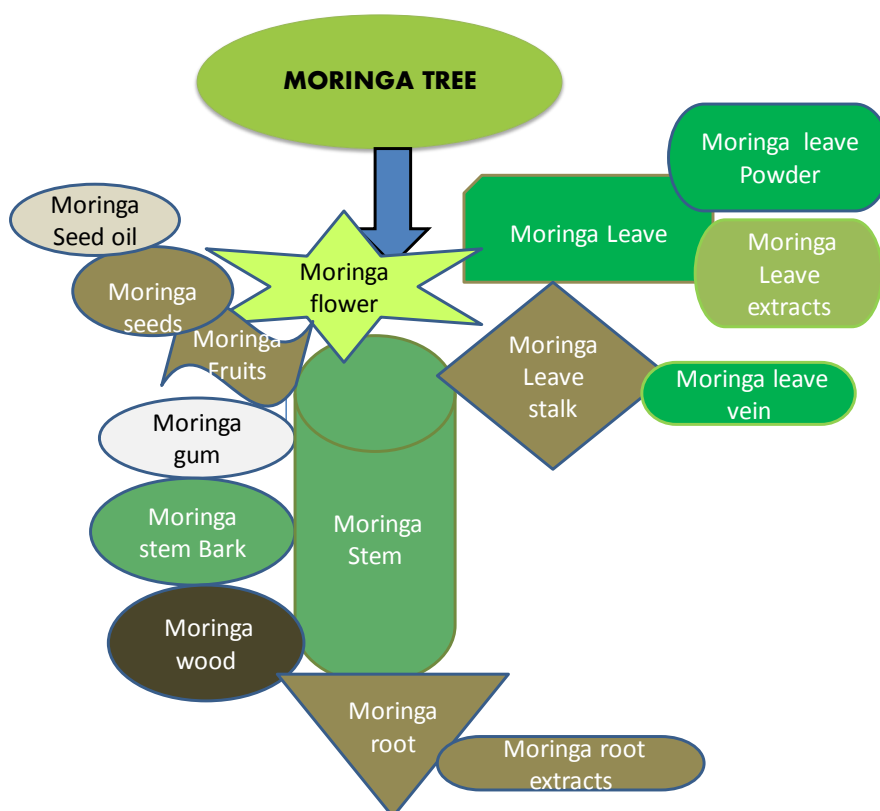 MORINGA TREE
Moringa leave
Powder
Moringa
Seed oil
Moringa Leave
Moringa
Leave
extracts
Moringa
flower
Moringa
seeds
Moringa
Fruits
Moringa
Leave
stalk
Moringa leave
vein
Moringa
gum
Moringa
stem Bark
Moringa
Stem
Moringa
wood
Moringa
root
Moringa root
extracts